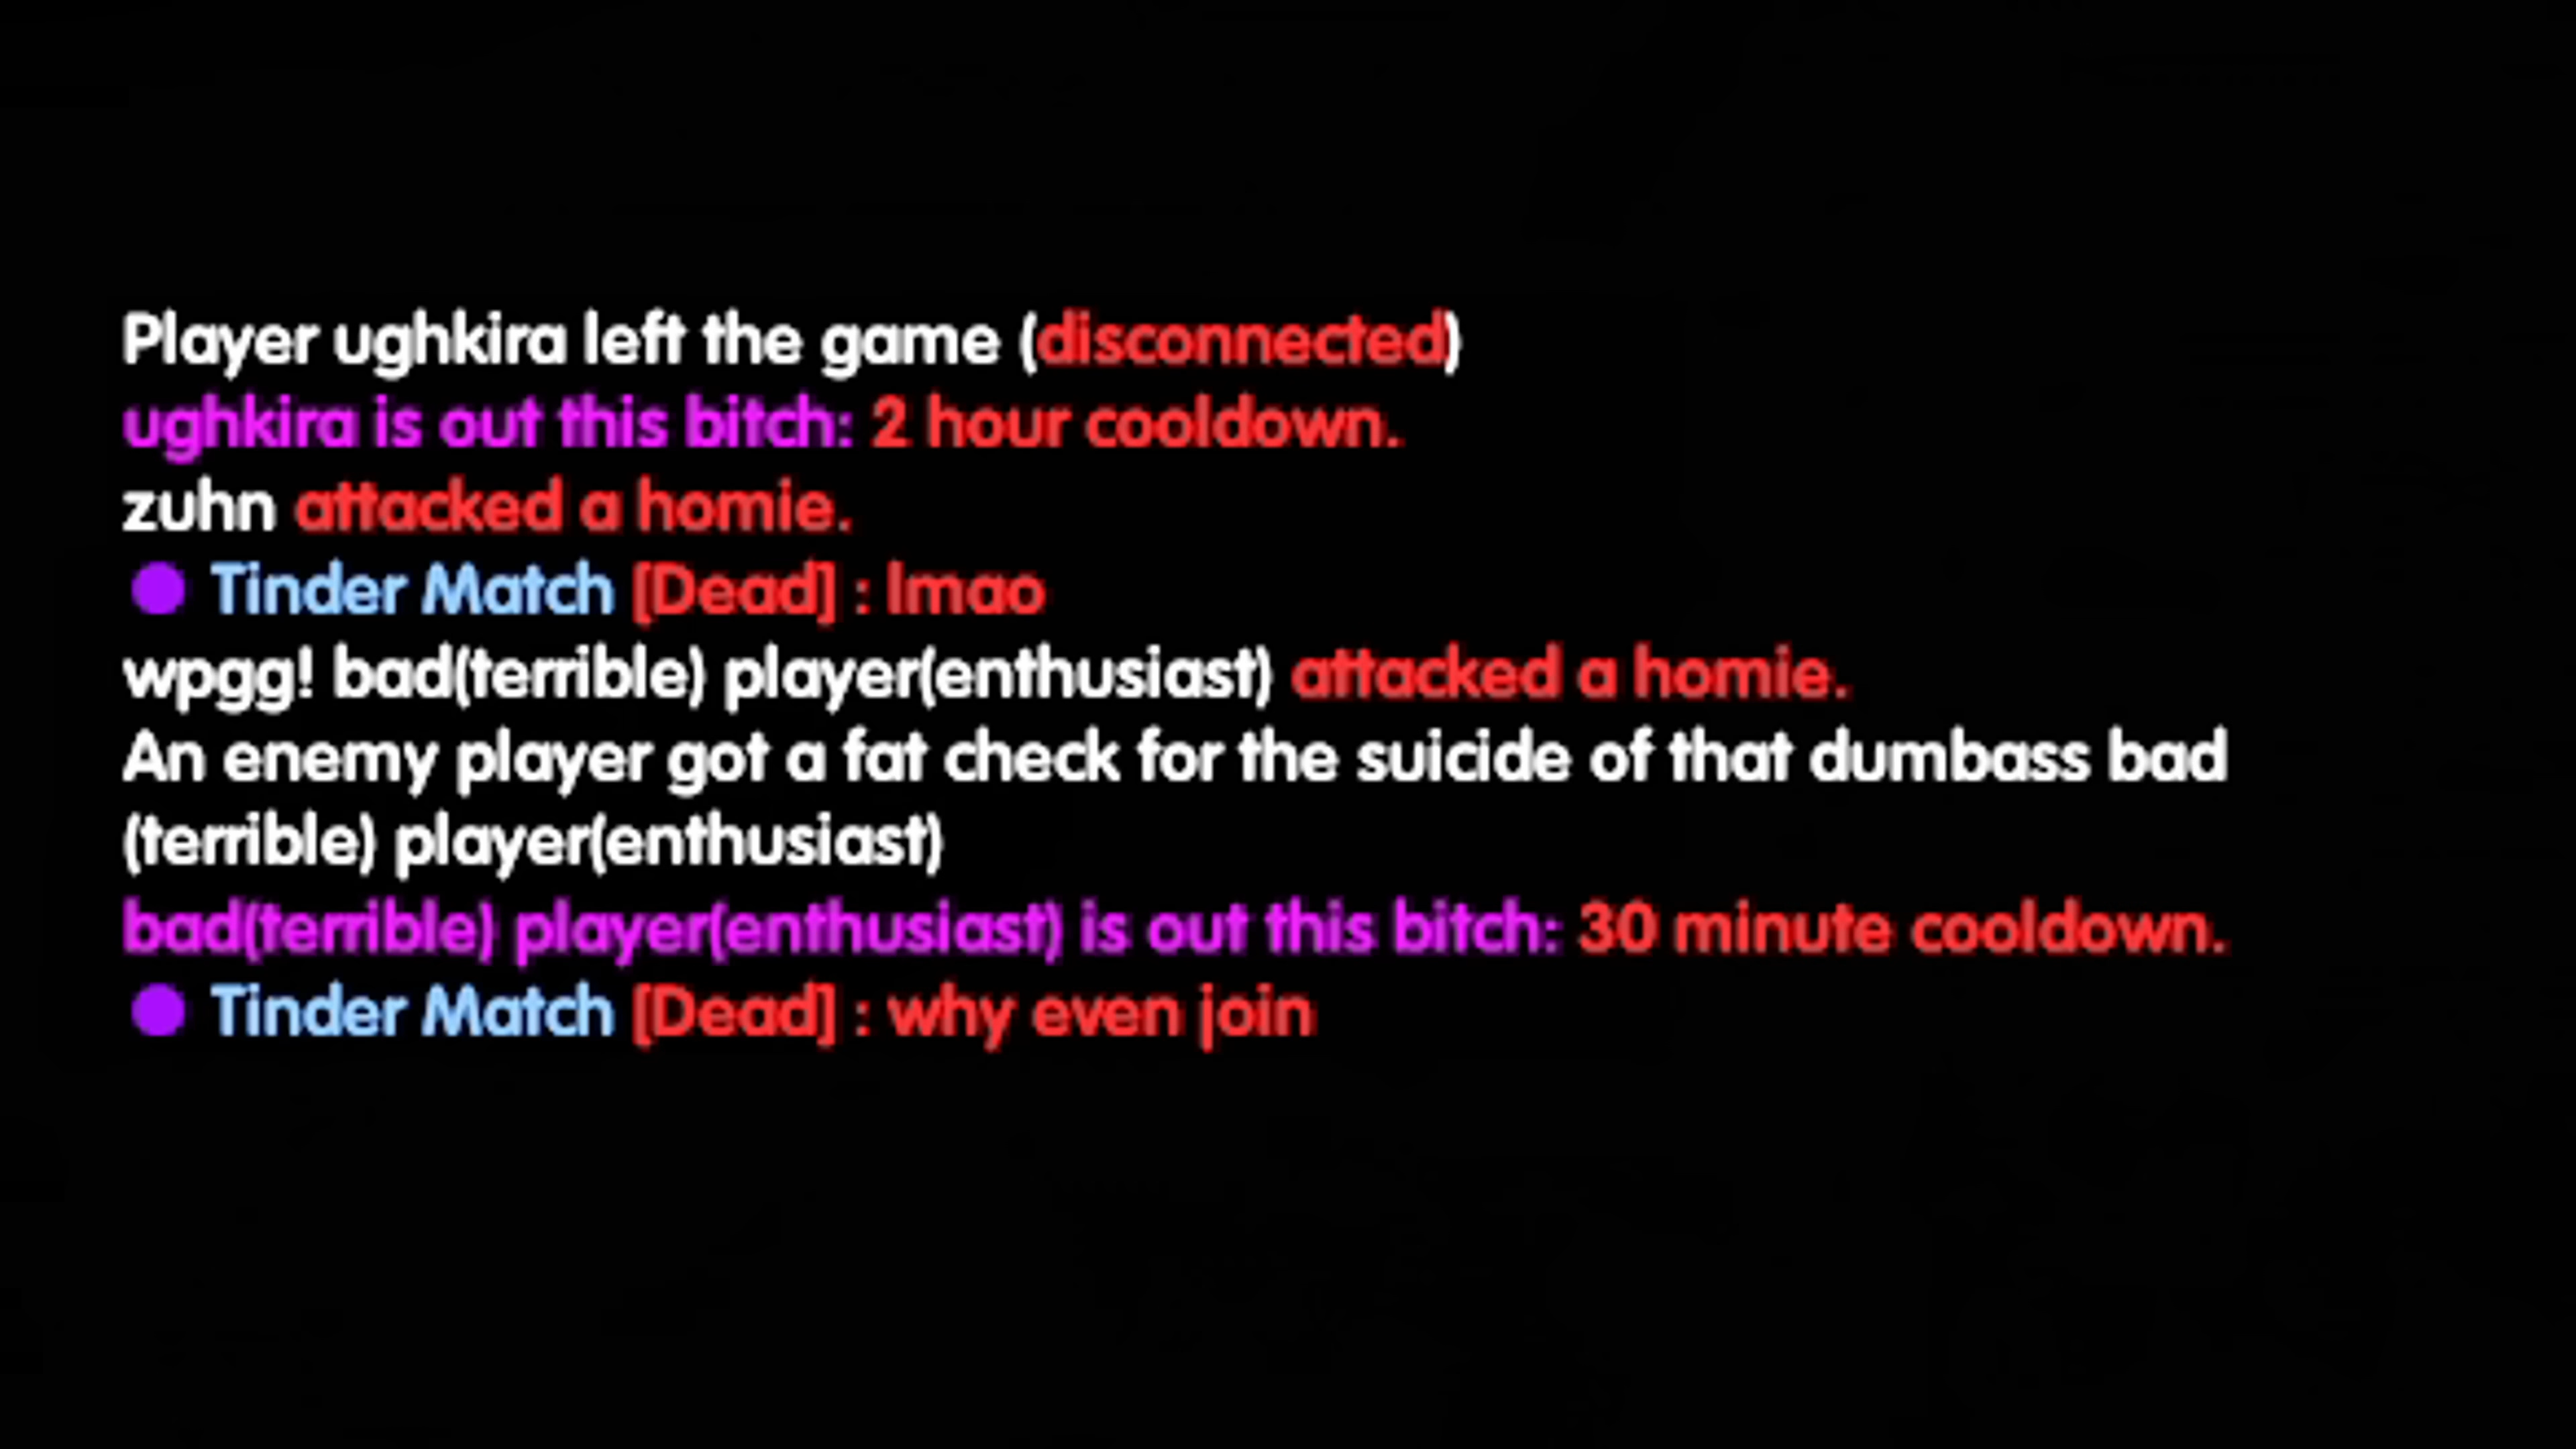 Player ughkira left the game (disconnected)
ughkira is out this bitch: 2 hour cooldown.
zuhn attacked a homie.
Tinder Match [Dead] : lmao
wpgg! bad(terrible) player(enthusiast) attacked a homie.
An enemy player got a fat check for the suicide of that dumbass bad
(terrible) player(enthusiast)
bad(terrible) player(enthusiast) is out this bitch: 30 minute cooldown.
Tinder Match [Dead] : why even join